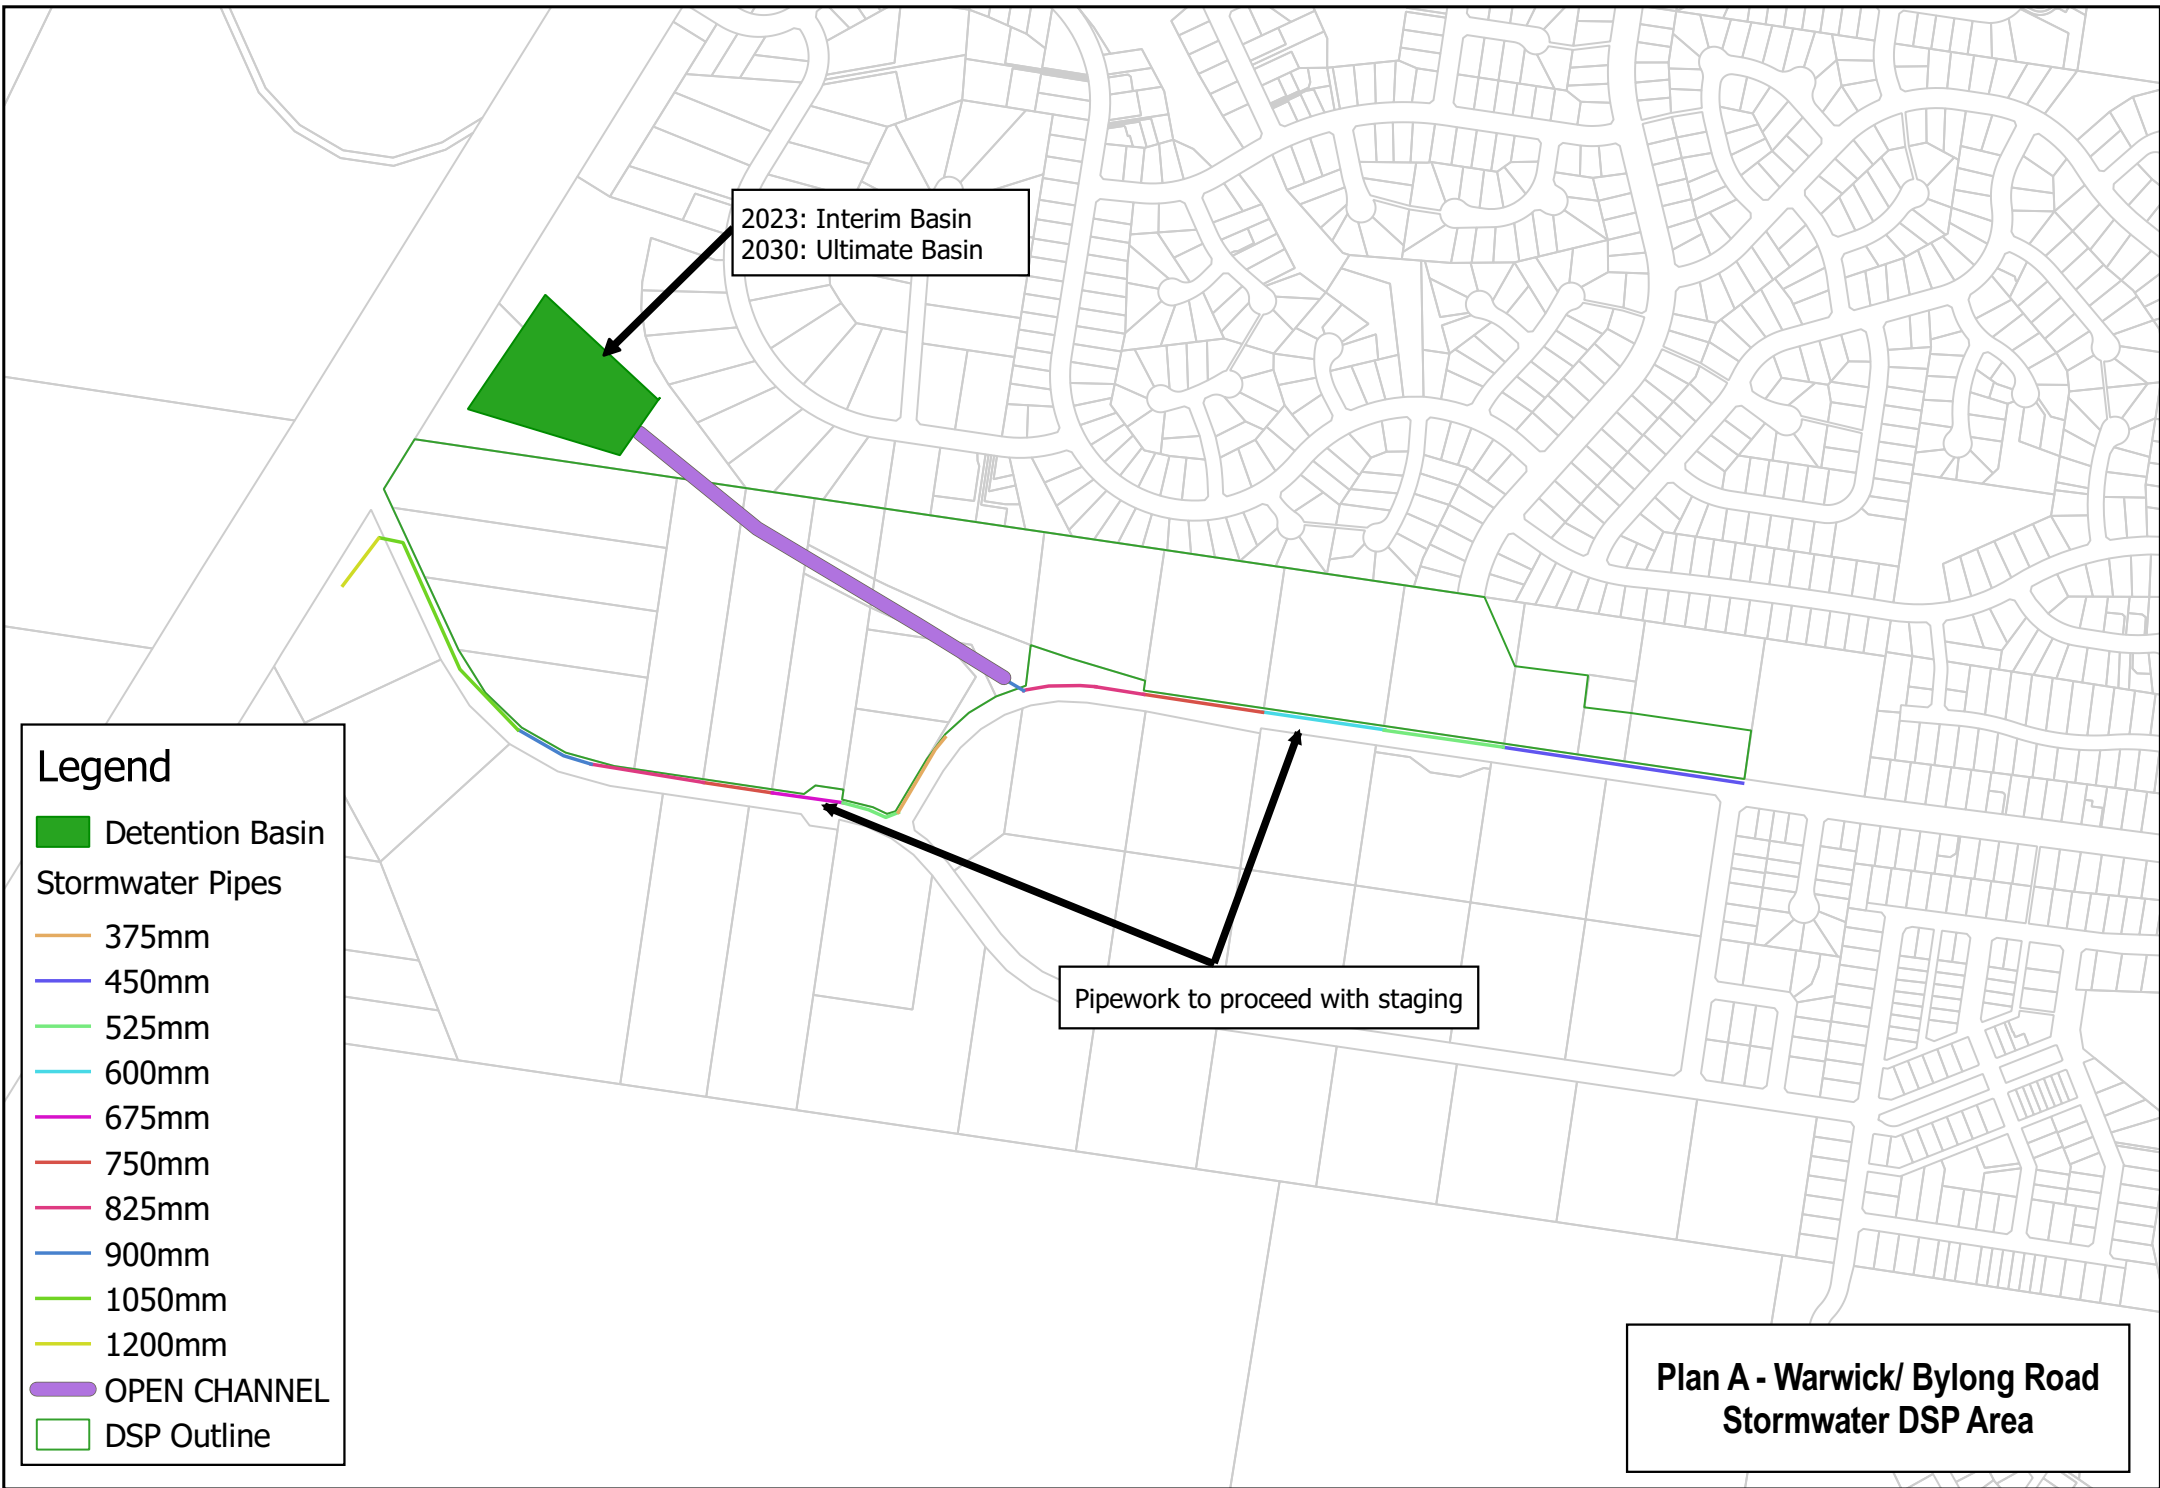 2023: Interim Basin
2030: Ultimate Basin
Legend
Detention Basin
Stormwater Pipes
375mm
450mm
525mm
600mm
675mm
750mm
825mm
900mm
1050mm
1200mm
OPEN CHANNEL
DSP Outline
Pipework to proceed with staging
Plan A - Warwick/ Bylong Road
Stormwater DSP Area